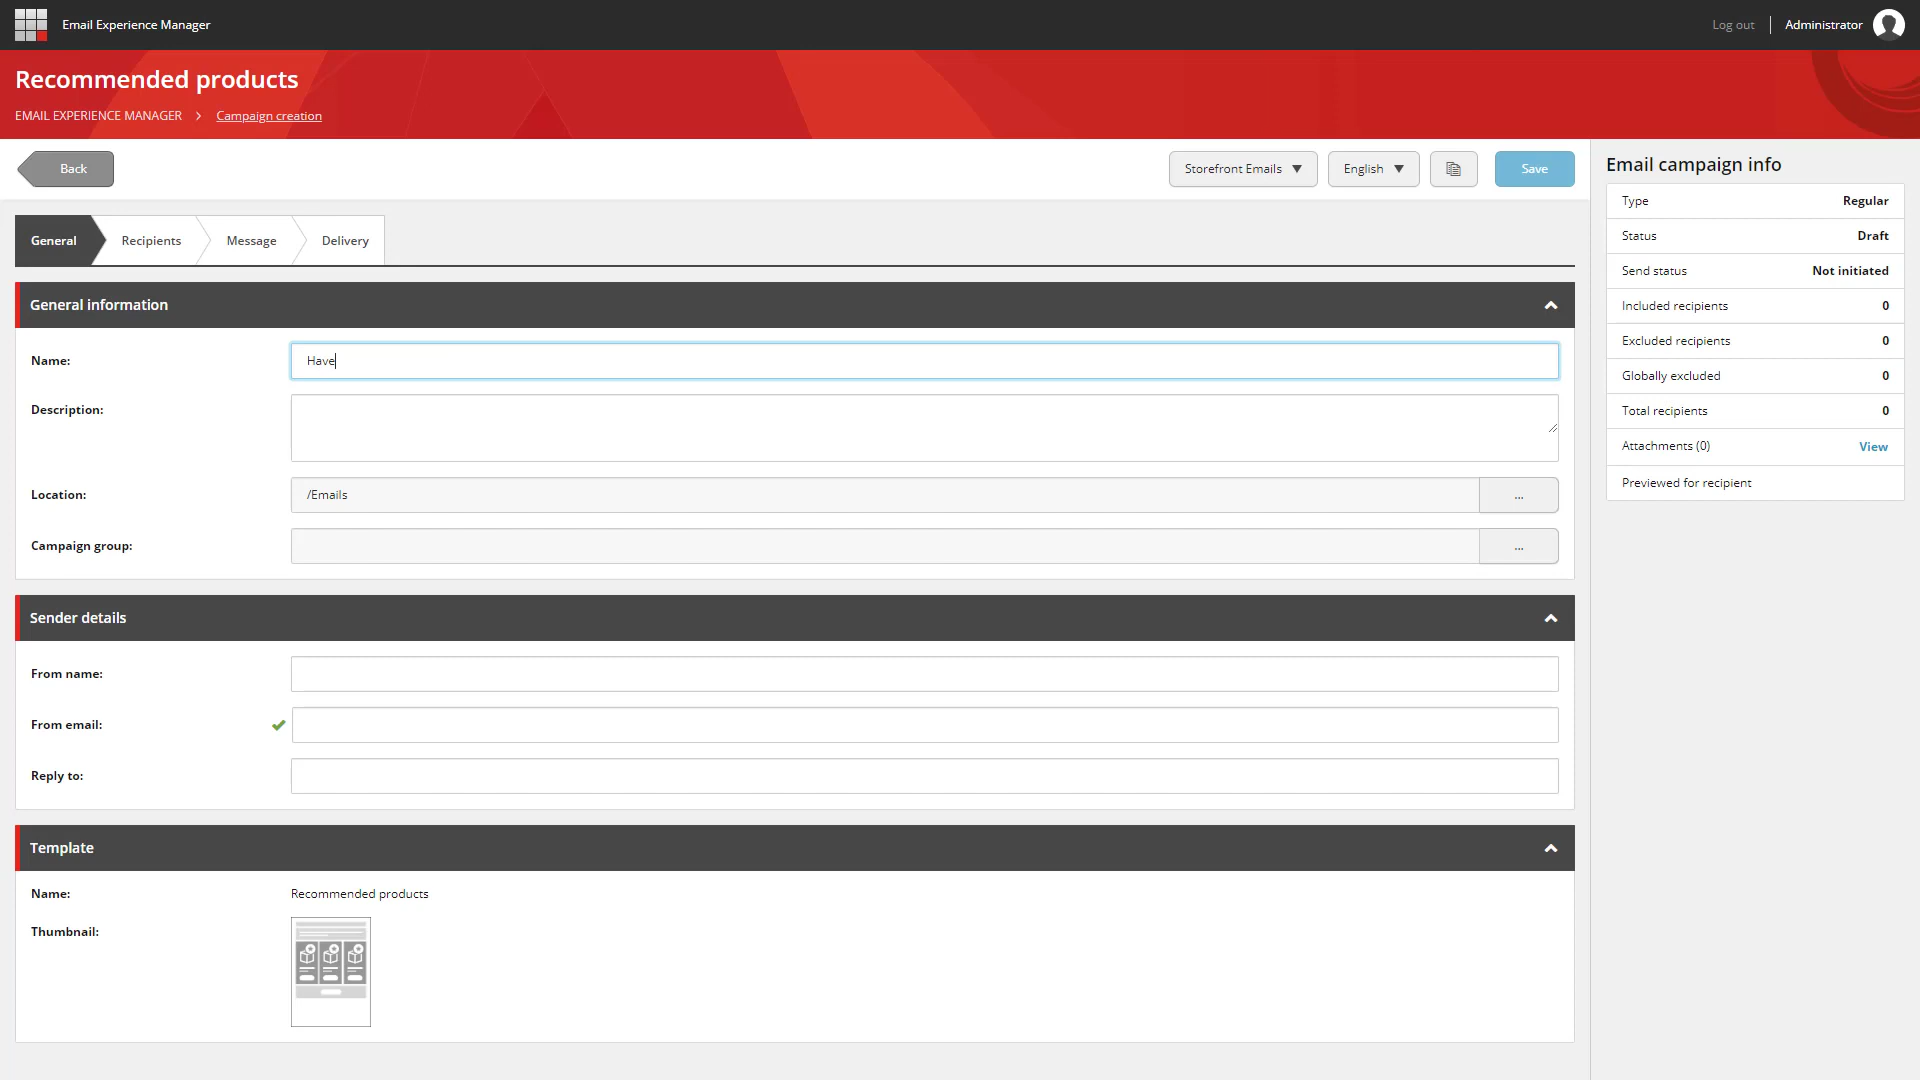 Email Experience Manager
Log out
Administrator
Recommended products
EMAIL EXPERIENCE MANAGER > Campaign creation
Back
Storefront Emails ▼
English ▼
Save
General
Recipients
Message
Delivery
General information
Name:
Have
Description:
Location:
/Emails
...
Campaign group:
...
Sender details
From name:
From email:
Reply to:
Template
Name:
Recommended products
Thumbnail:
Email campaign info
Type Regular
Status Draft
Send status Not initiated
Included recipients 0
Excluded recipients 0
Globally excluded 0
Total recipients 0
Attachments (0) View
Previewed for recipient